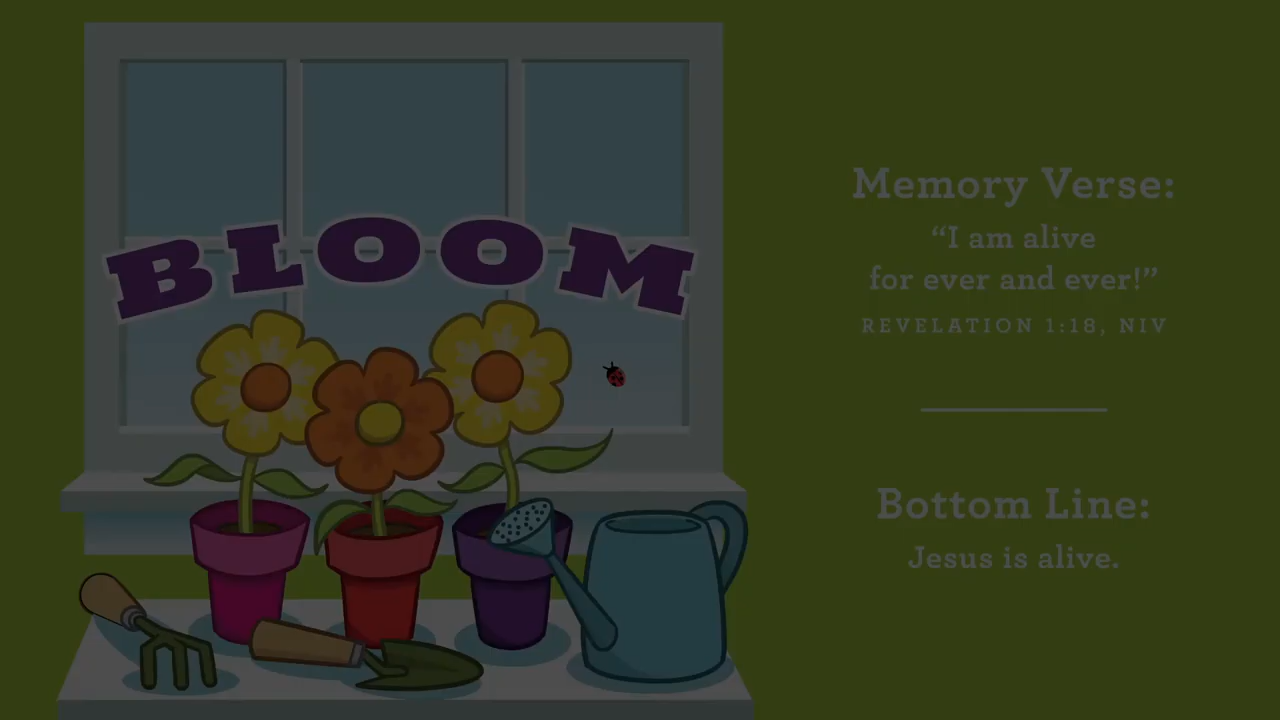 BLOOM
Memory Verse:
“I am alive
for ever and ever!”
REVELATION 1:18, NIV
Bottom Line:
Jesus is alive.